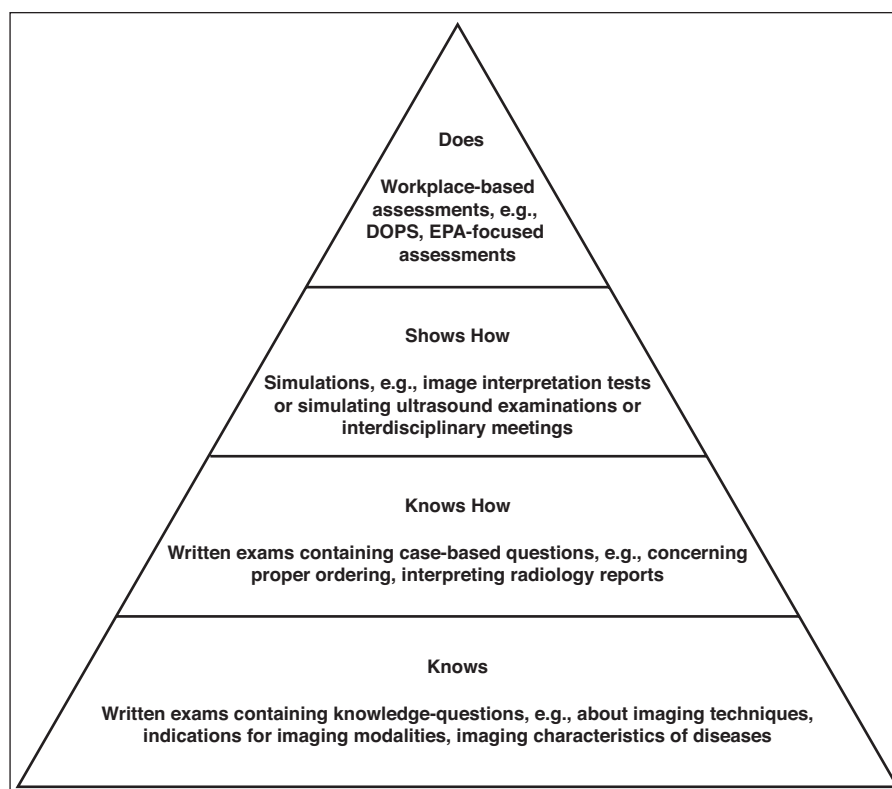 Does
Workplace-based
assessments, e.g.,
DOPS, EPA-focused
assessments
Shows How
Simulations, e.g., image interpretation tests
or simulating ultrasound examinations or
interdisciplinary meetings
Knows How
Written exams containing case-based questions, e.g., concerning
proper ordering, interpreting radiology reports
Knows
Written exams containing knowledge-questions, e.g., about imaging techniques,
indications for imaging modalities, imaging characteristics of diseases